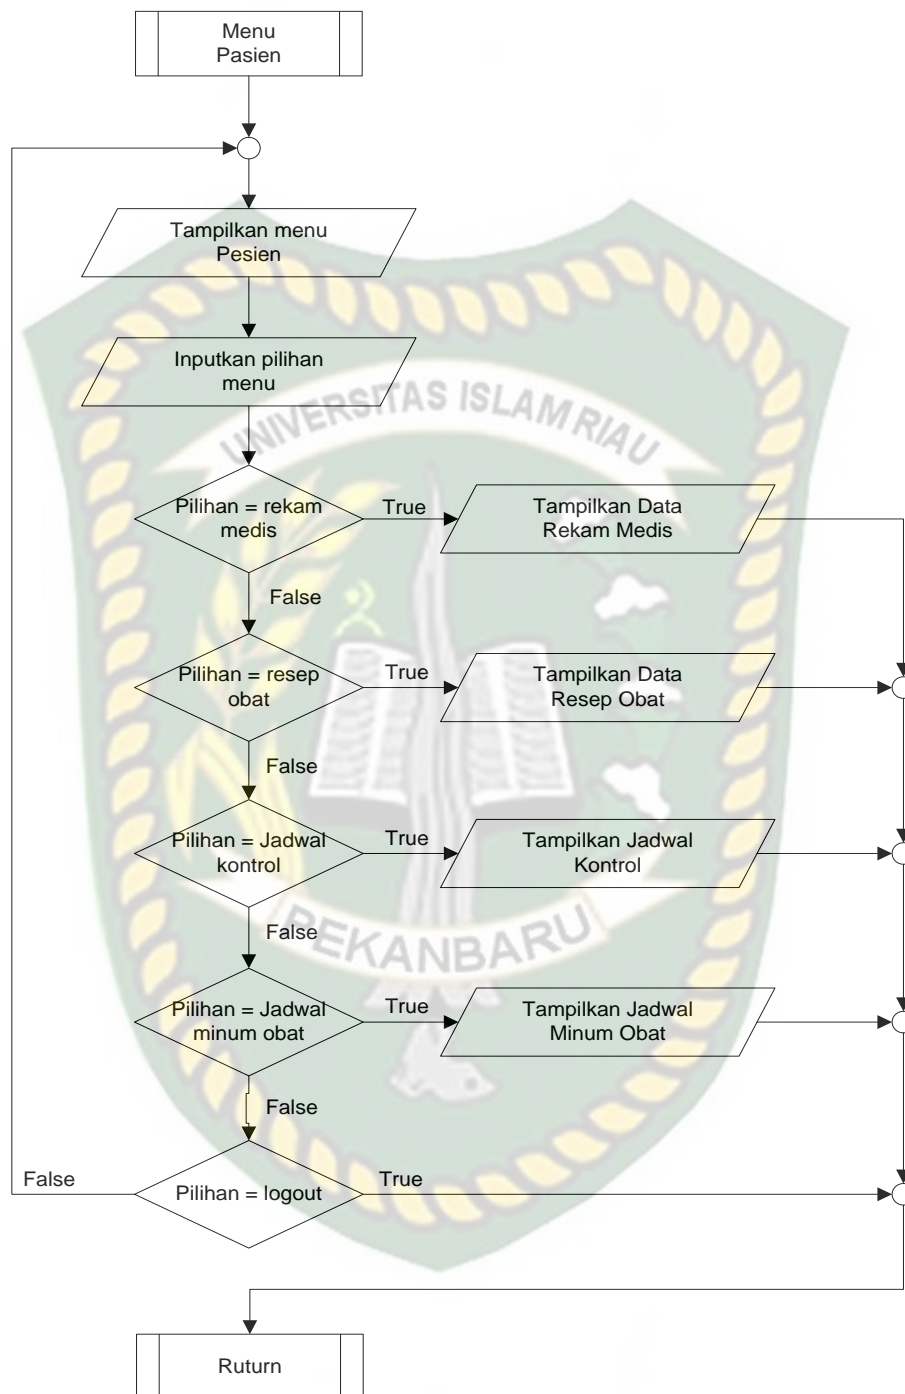 Menu
Pasien
Tampilkan menu
Pesien
Inputkan pilihan
menu
UNIVERSITAS ISLAM RIAU
Pilihan = rekam
medis
True
Tampilkan Data
Rekam Medis
False
Pilihan = resep
obat
True
Tampilkan Data
Resep Obat
False
Pilihan = Jadwal
kontrol
True
Tampilkan Jadwal
Kontrol
False
PEKANBARU
Pilihan = Jadwal
minum obat
True
Tampilkan Jadwal
Minum Obat
False
False
Pilihan = logout
True
Ruturn